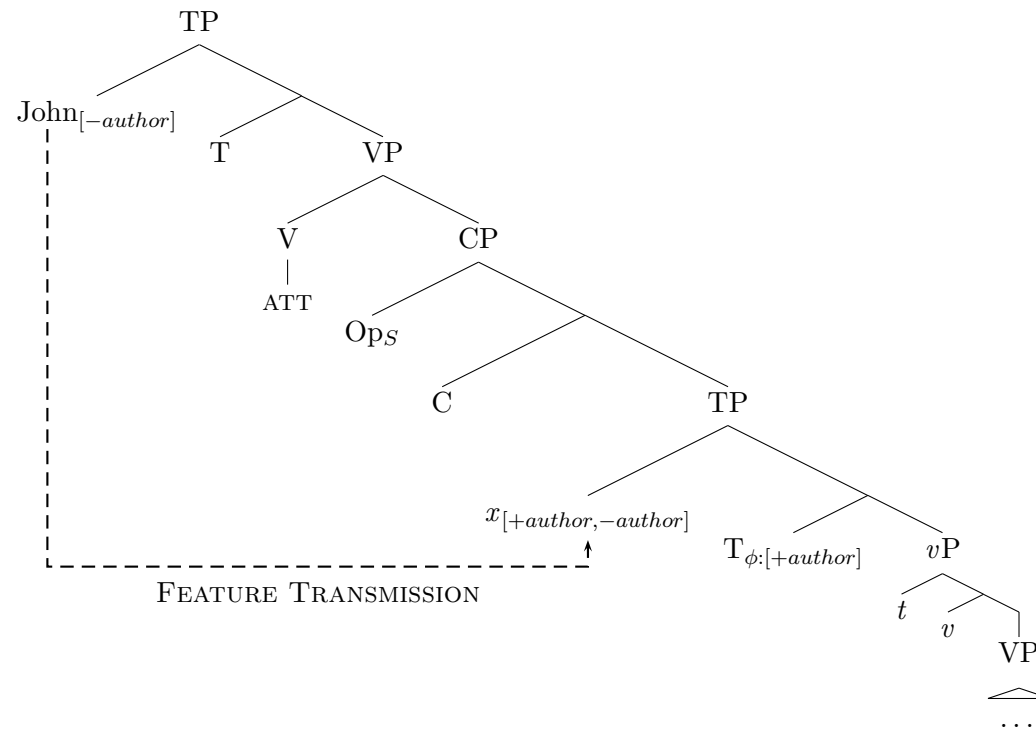 TP
John[−author]
T
VP
V
CP
ATT
OpS
C
TP
x[+author,−author]
Tϕ:[+author]
vP
FEATURE TRANSMISSION
t
v
VP
...